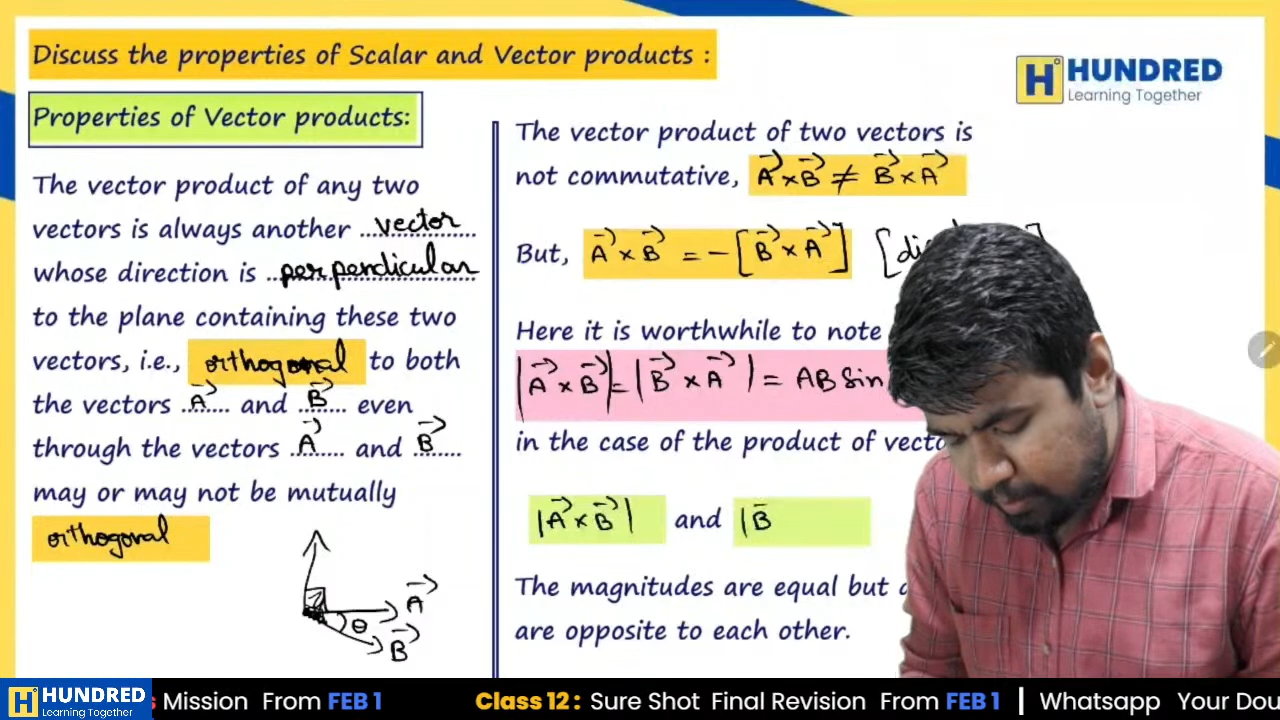 Discuss the properties of Scalar and Vector products :
HUNDRED
Learning Together
Properties of Vector products:
The vector product of any two
vectors is always another vector
whose direction is perpendicular
to the plane containing these two
vectors, i.e., orthogonal to both
the vectors A⃗ and B⃗ even
through the vectors A⃗ and B⃗
may or may not be mutually
orthogonal
A⃗
θ
B⃗
The vector product of two vectors is
not commutative, A⃗ × B⃗ ≠ B⃗ × A⃗
But, A⃗ × B⃗ = - [B⃗ × A⃗]
Here it is worthwhile to note
|A⃗ × B⃗| = |B⃗ × A⃗| = AB Sin
in the case of the product of
|A⃗ × B⃗| and |B
The magnitudes are equal but
are opposite to each other.
HUNDRED
Learning Together
Mission From FEB 1 Class 12 : Sure Shot Final Revision From FEB 1 | Whatsapp Your